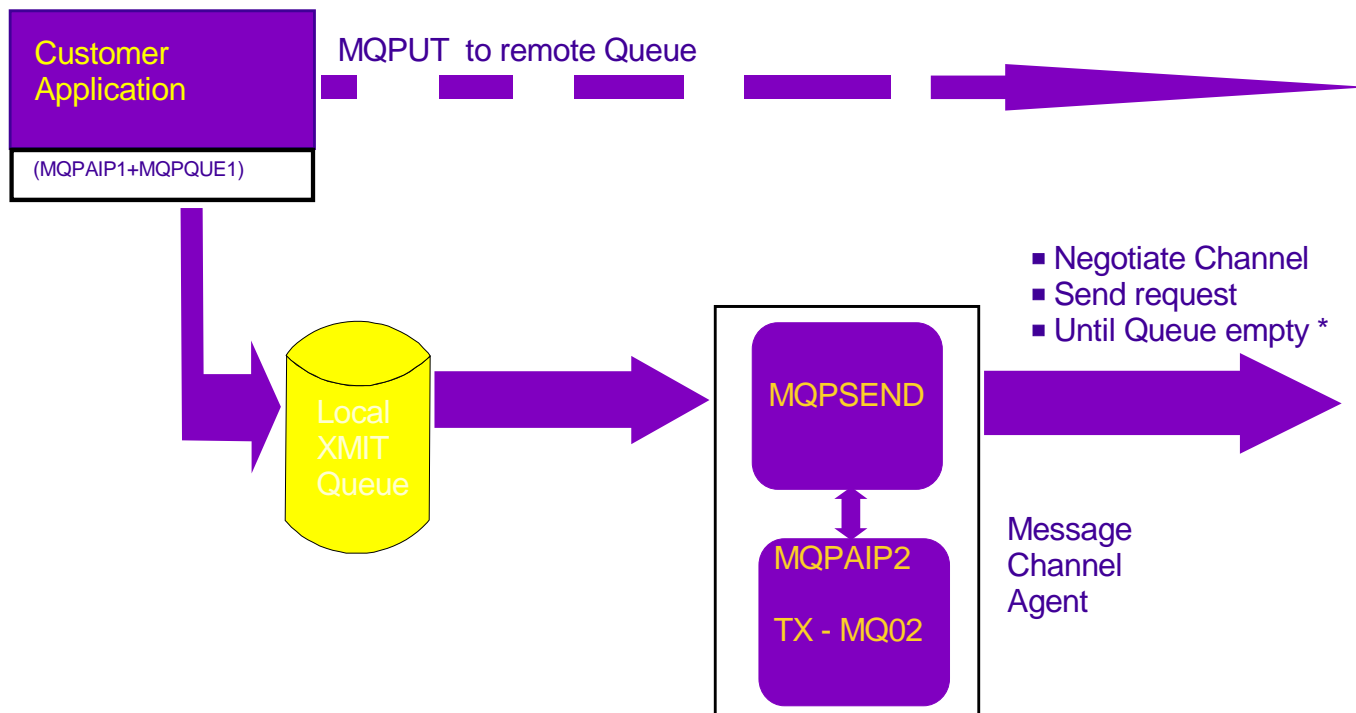 Customer
Application
MQPUT to remote Queue
(MQPAIP1+MQPQUE1)
▪ Negotiate Channel
▪ Send request
▪ Until Queue empty *
Local
XMIT
Queue
MQPSEND
MQPAIP2
TX - MQ02
Message
Channel
Agent